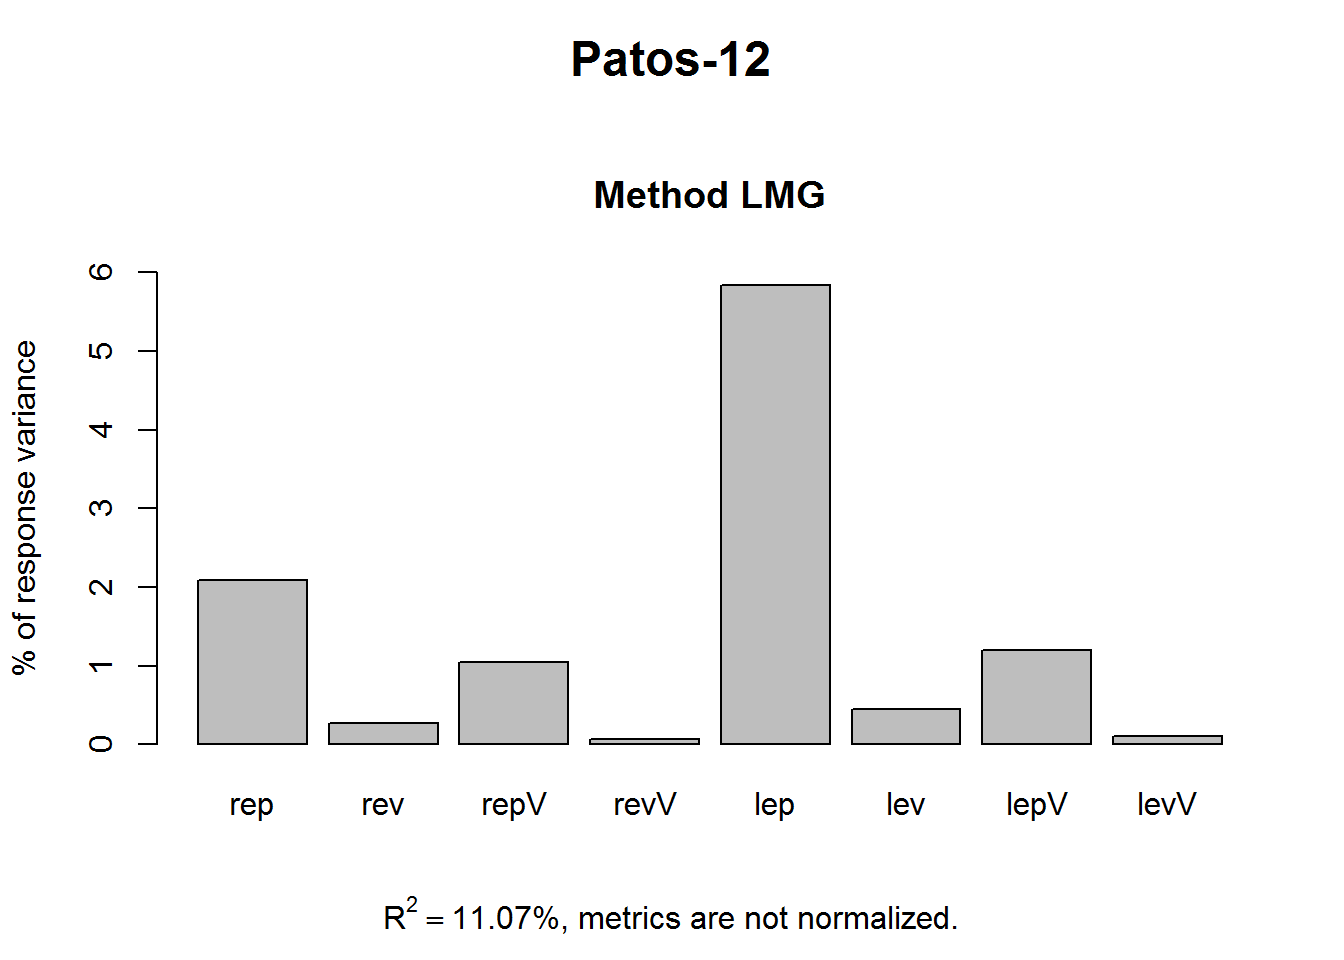 Patos-12
Method LMG
% of response variance
6
5
4
3
2
1
0
rep rev repV revV lep lev lepV levV
R² = 11.07%, metrics are not normalized.